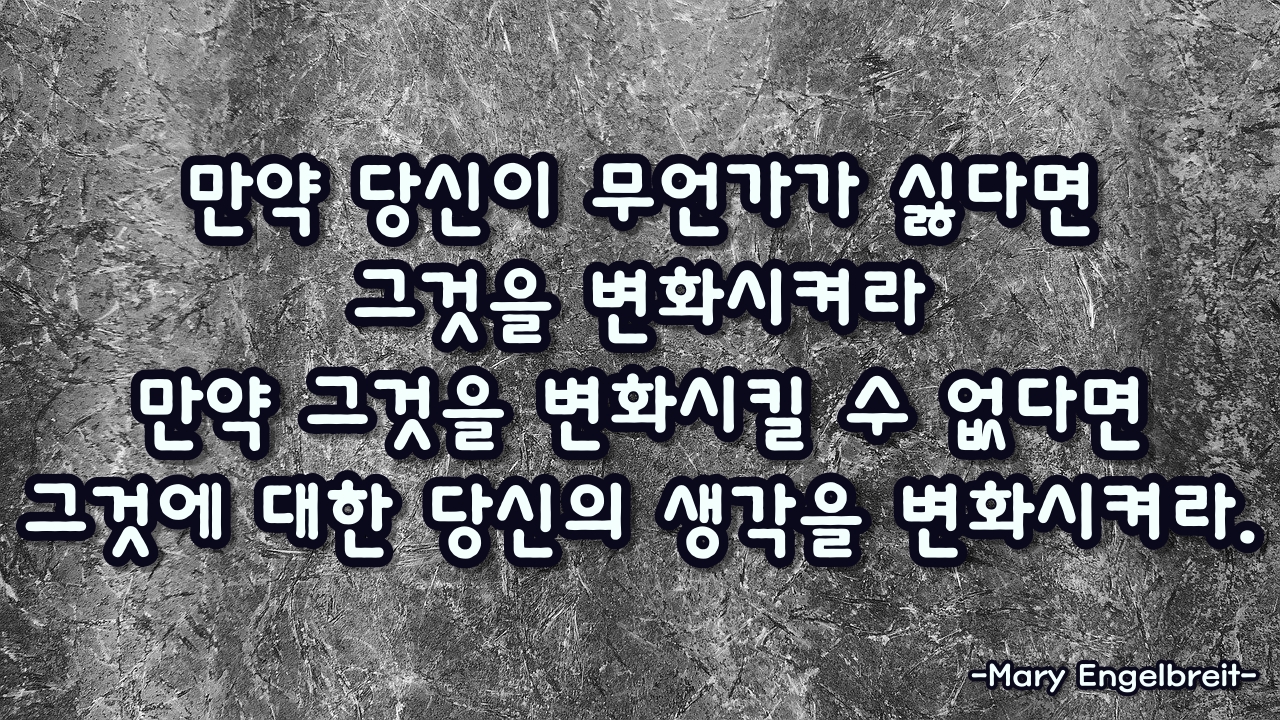 만약 당신이 무언가가 싫다면
그것을 변화시켜라
만약 그것을 변화시킬 수 없다면
그것에 대한 당신의 생각을 변화시켜라.
-Mary Engelbreit-